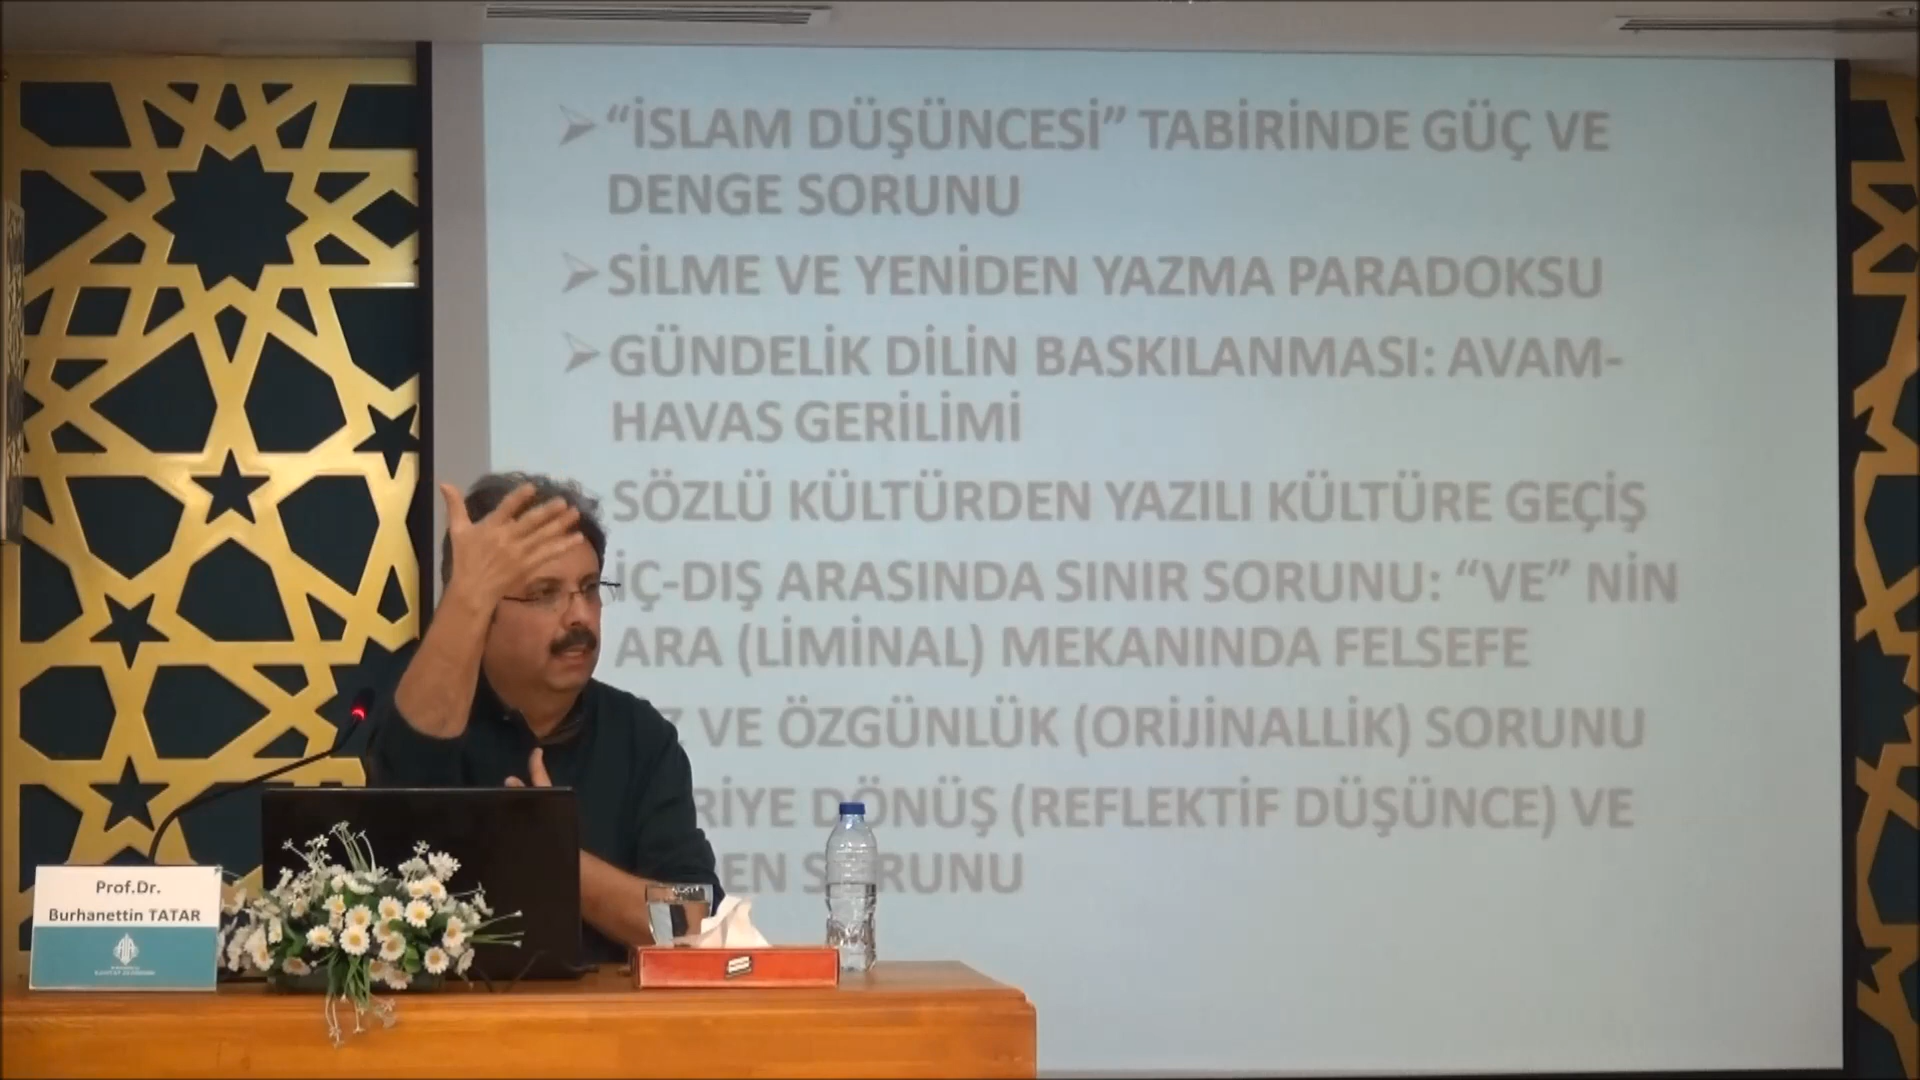 “İSLAM DÜŞÜNCESİ” TABİRİNDE GÜÇ VE
DENGE SORUNU
SİLME VE YENİDEN YAZMA PARADOKSU
GÜNDELİK DİLİN BASKILANMASI: AVAM-
HAVAS GERİLİMİ
SÖZLÜ KÜLTÜRDEN YAZILI KÜLTÜRE GEÇİŞ
İÇ-DIŞ ARASINDA SINIR SORUNU: “VE” NİN
ARA (LİMİNAL) MEKANINDA FELSEFE
VE ÖZGÜNLÜK (ORİJİNALLİK) SORUNU
DÖNÜŞ (REFLEKTİF DÜŞÜNCE) VE
SORUNU
Prof.Dr.
Burhanettin TATAR